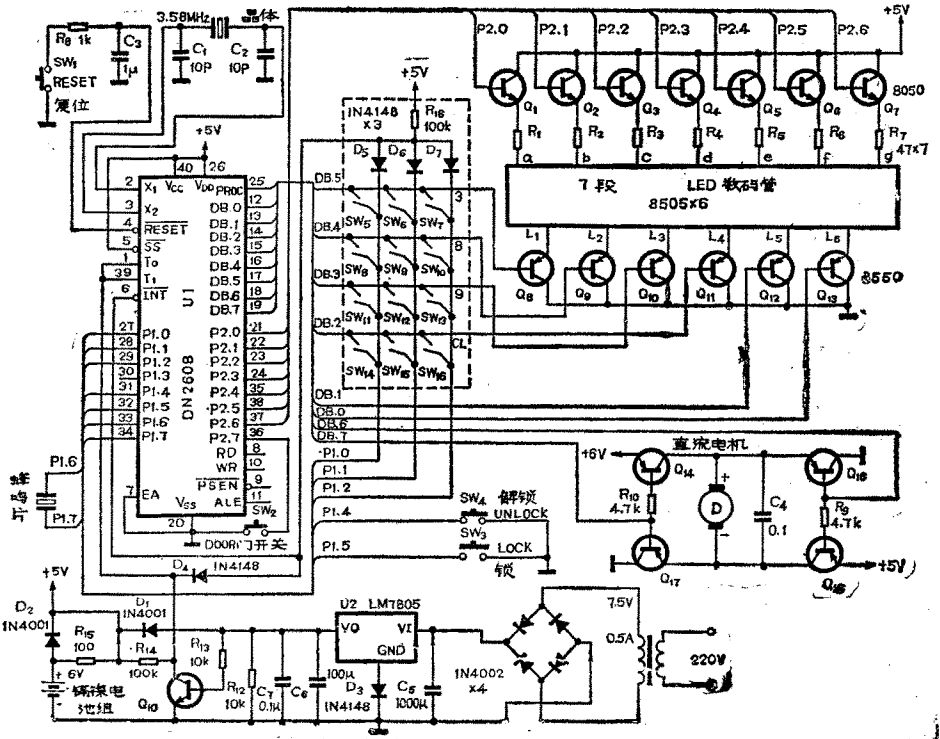 R8 1k
SW1
RESET
复位
C3
1μ
3.58MHz
晶体
C1
10P
C2
10P
+5V
P2.0
P2.1
P2.2
P2.3
P2.4
P2.5
P2.6
+5V
8050
Q1
Q2
Q3
Q4
Q5
Q6
Q7
R1
R2
R3
R4
R5
R6
R7
47×7
a
b
c
d
e
f
g
7段 LED数码管
8505×6
L1
L2
L3
L4
L5
L6
Q8
Q9
Q10
Q11
Q12
Q13
8550
+5V
1N4148
×3
R18
100k
D5
D6
D7
DB.5
DB.4
DB.3
DB.2
SW5
SW6
SW7
3
SW8
SW9
SW10
8
SW11
SW12
SW13
9
SW14
SW15
SW16
CL
DB.1
DB.0
DB.6
DB.7
P1.0
P1.1
P1.2
P1.4
P1.5
40
26
VCC
VDD
PROG
25
2
X1
3
X2
4
RESET
5
SS
1
T0
39
T1
6
INT
U1
DN2608
DB.0
12
DB.1
13
DB.2
14
DB.3
15
DB.4
16
DB.5
17
DB.6
18
DB.7
19
27
P1.0
28
P1.1
29
P1.2
30
P1.3
31
P1.4
32
P1.5
33
P1.6
34
P1.7
P2.0
21
P2.1
22
P2.2
23
P2.3
24
P2.4
35
P2.5
38
P2.6
37
P2.7
36
RD
8
WR
10
PSEN
9
ALE
11
7
EA
VSS
20
SW2
DOOR门开关
P1.6
蜂鸣片
P1.7
SW4
解锁
UNLOCK
SW3
LOCK
锁
直流电机
+6V
Q14
R10
4.7k
Q17
+
D
−
C4
0.1
Q16
R9
4.7k
+5V
D4
1N4148
+5V
D2
1N4001
D1
1N4001
R15
100
R14
100k
+ 6V
镉镍电
池组
R13
10k
R12
10k
C7
0.1μ
C6
100μ
U2 LM7805
VO
VI
GND
D3
1N4148
C5
1000μ
1N4002
×4
7.5V
0.5A
220V